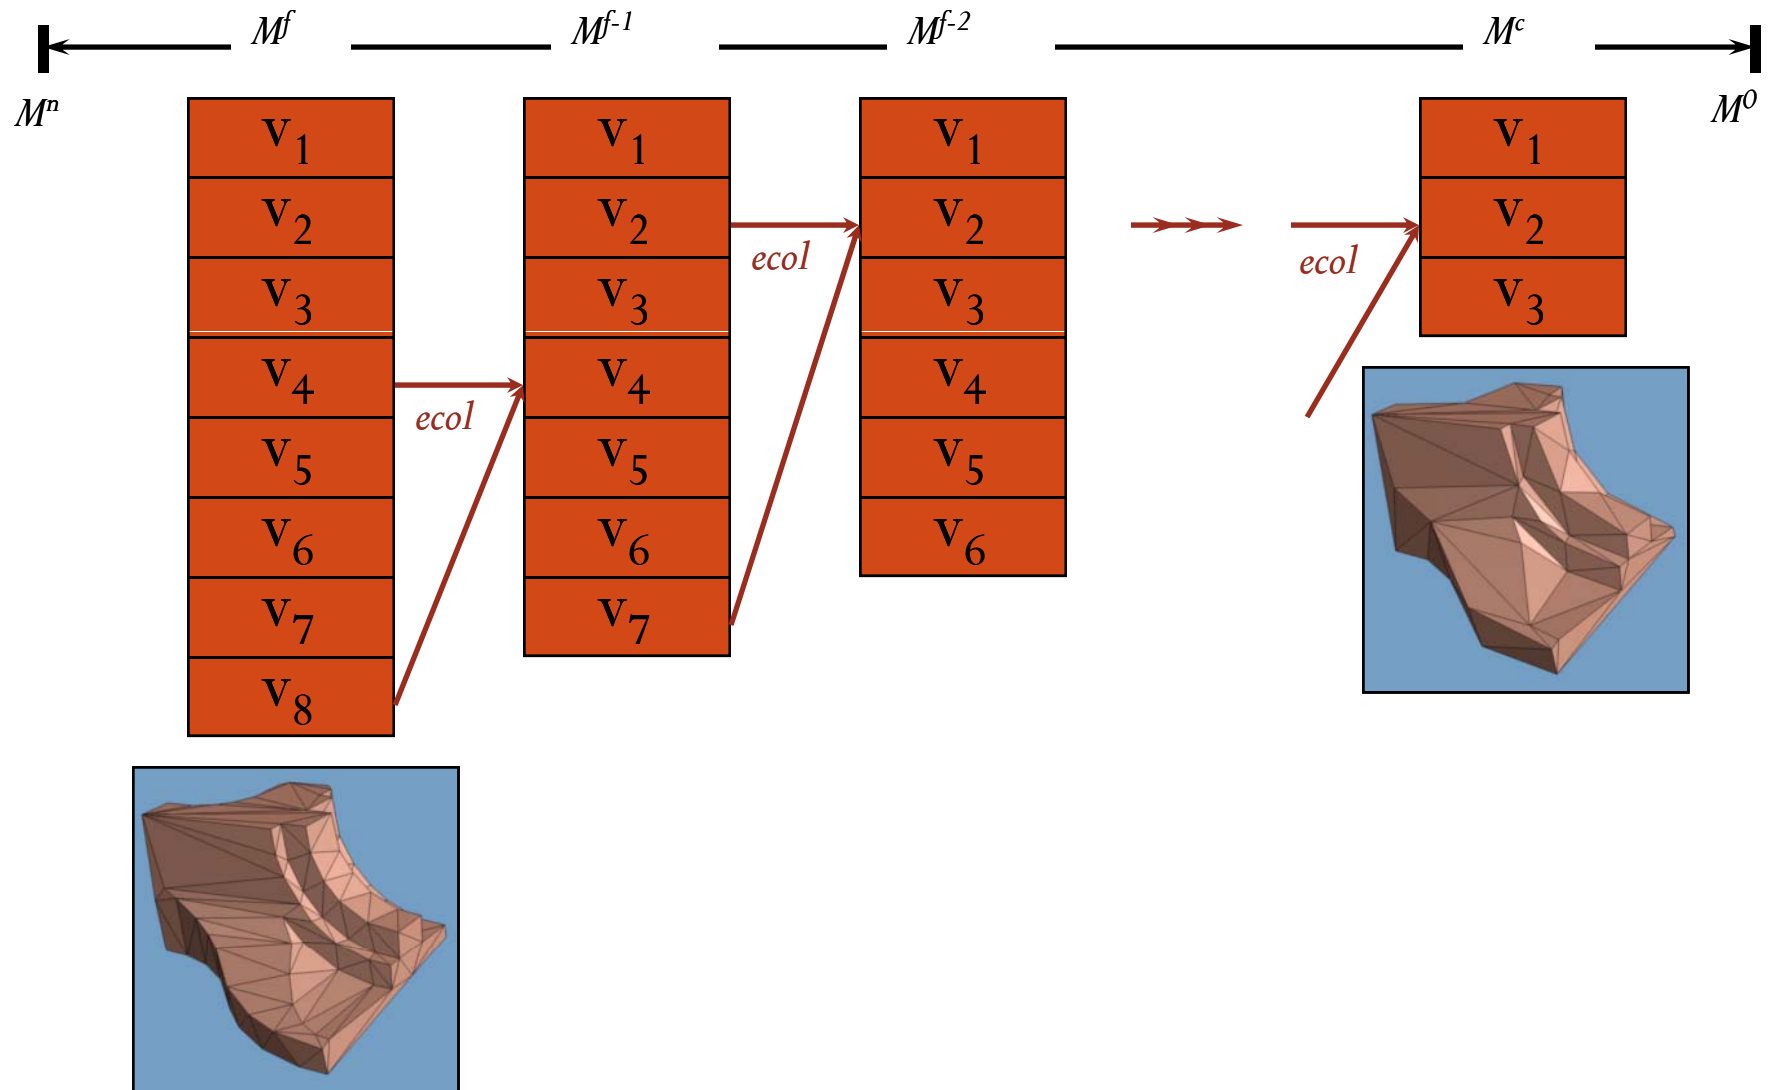 M^f M^f-1 M^f-2 M^c
M^n M^0
v1 v1 v1 v1
v2 v2 v2 v2
ecol ecol
v3 v3 v3 v3
v4 v4 v4
ecol
v5 v5 v5
v6 v6 v6
v7 v7
v8